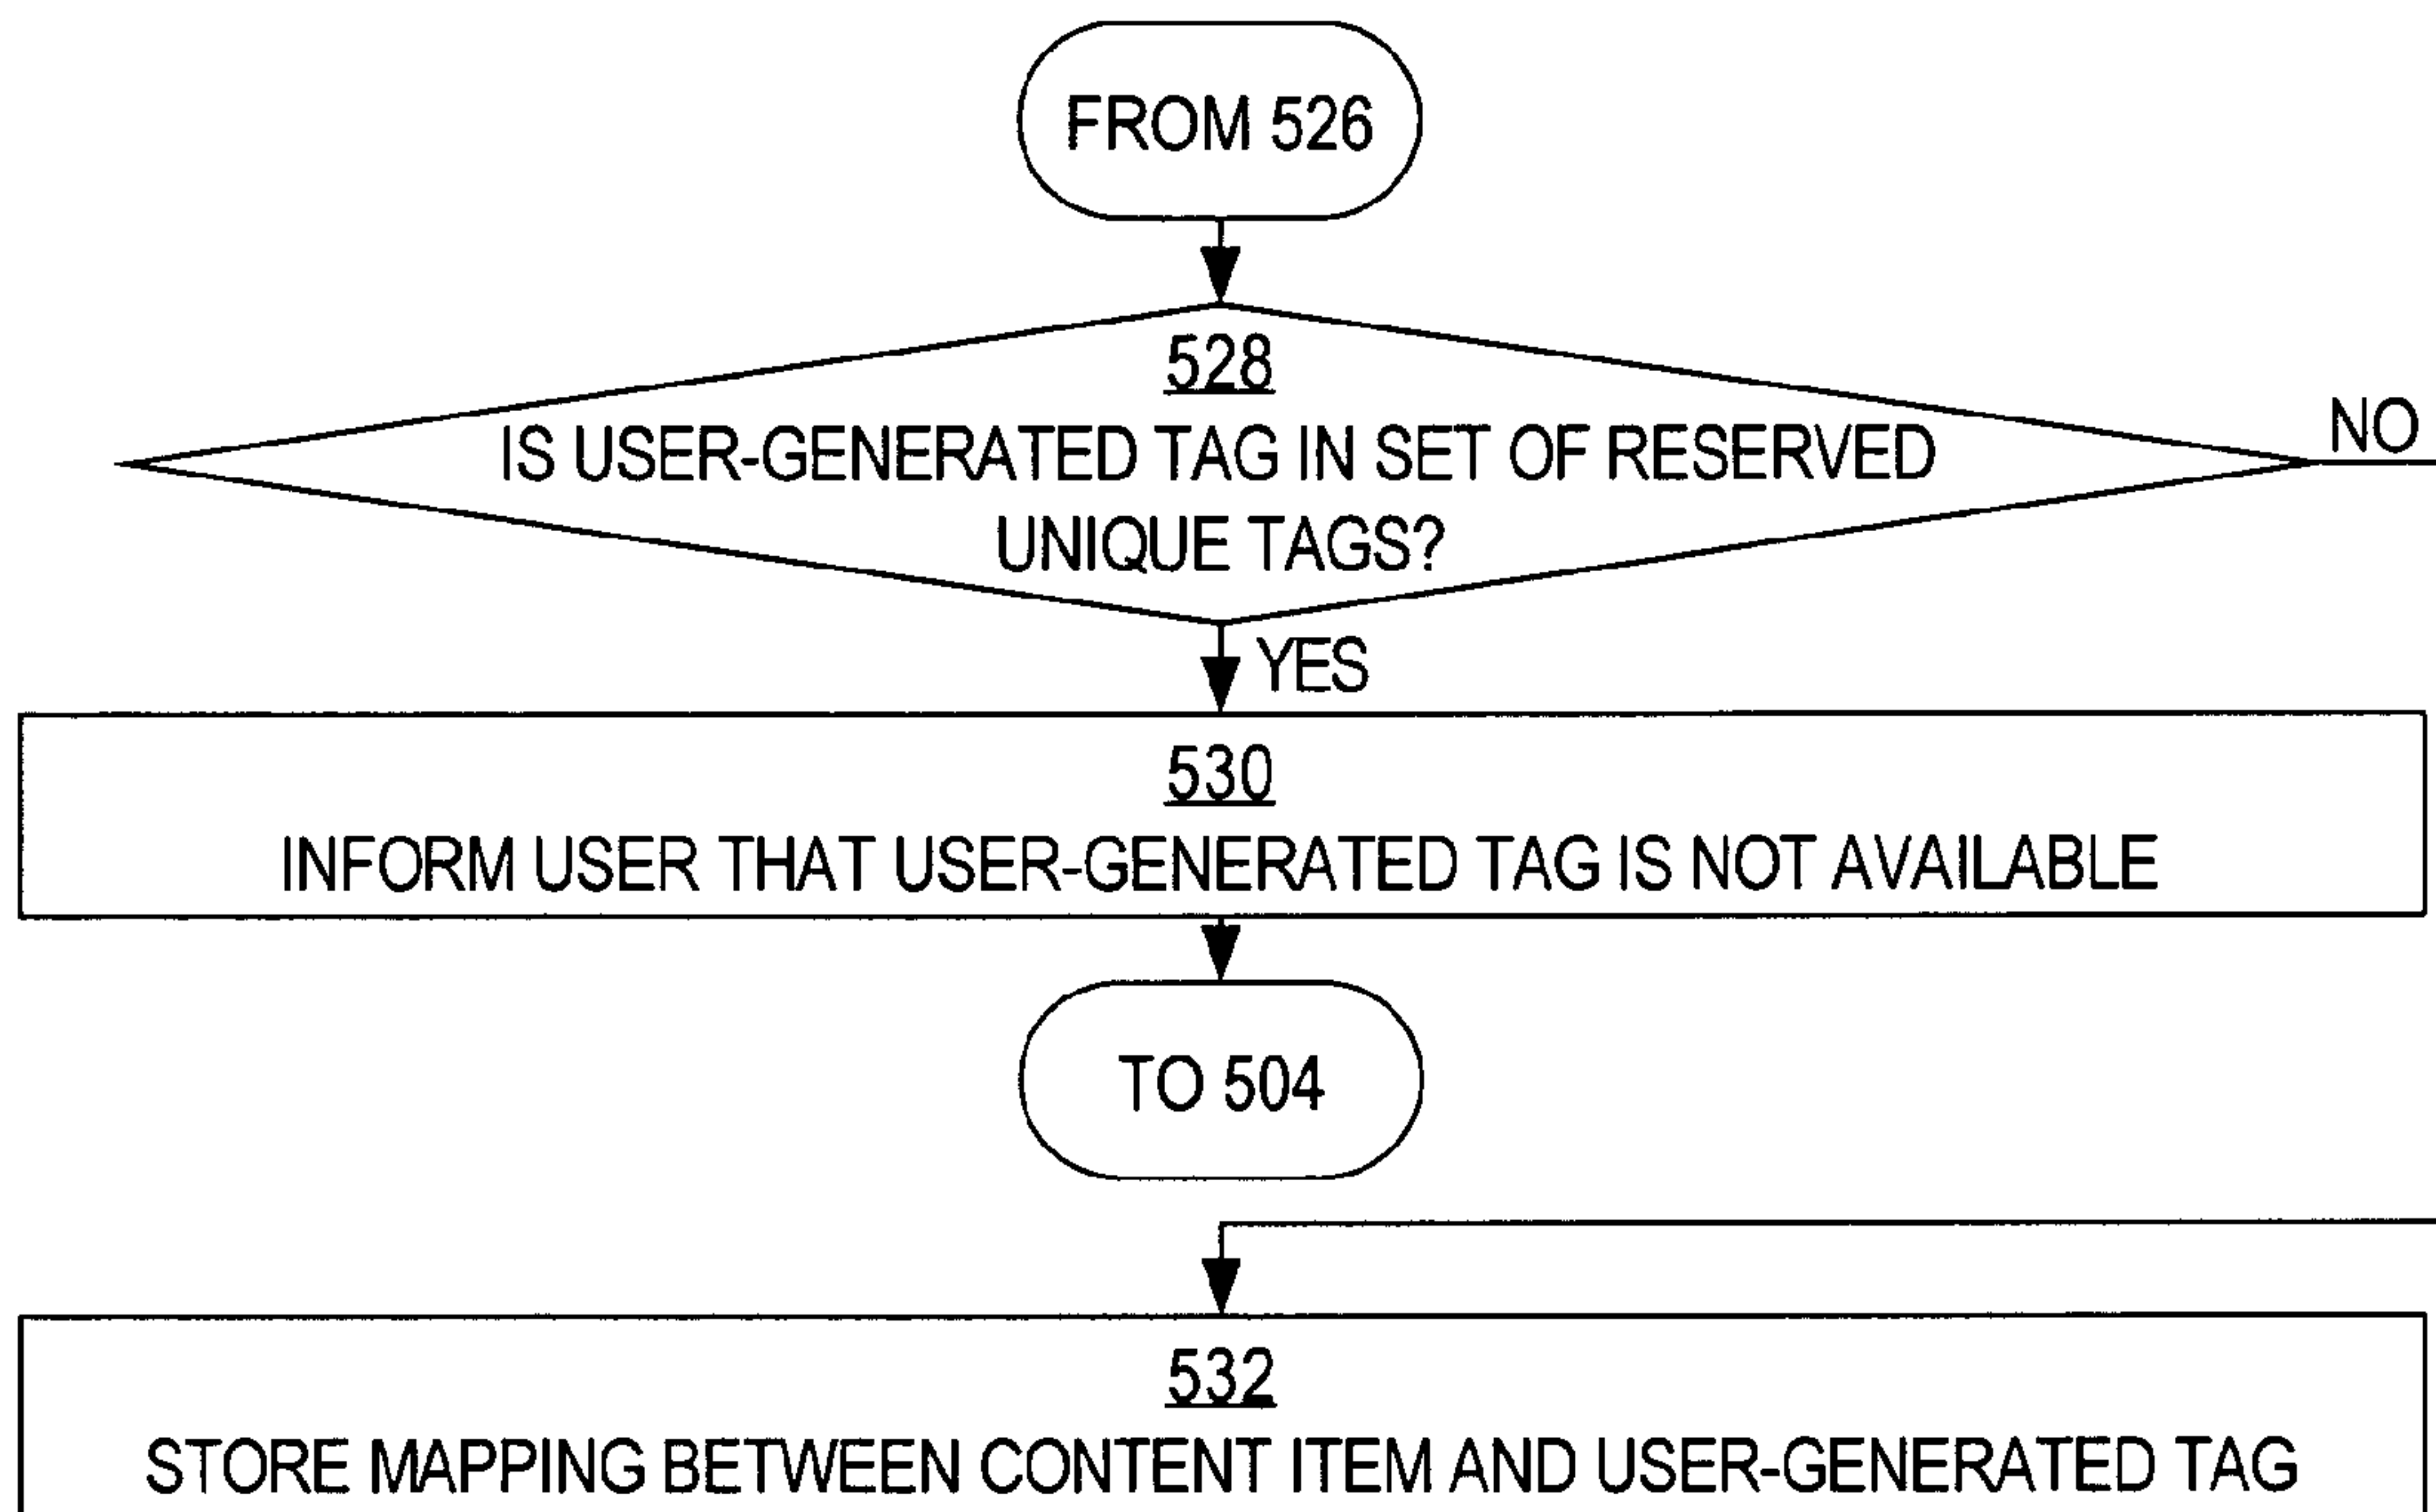 FROM 526
528
IS USER-GENERATED TAG IN SET OF RESERVED
UNIQUE TAGS?
NO
YES
530
INFORM USER THAT USER-GENERATED TAG IS NOT AVAILABLE
TO 504
532
STORE MAPPING BETWEEN CONTENT ITEM AND USER-GENERATED TAG